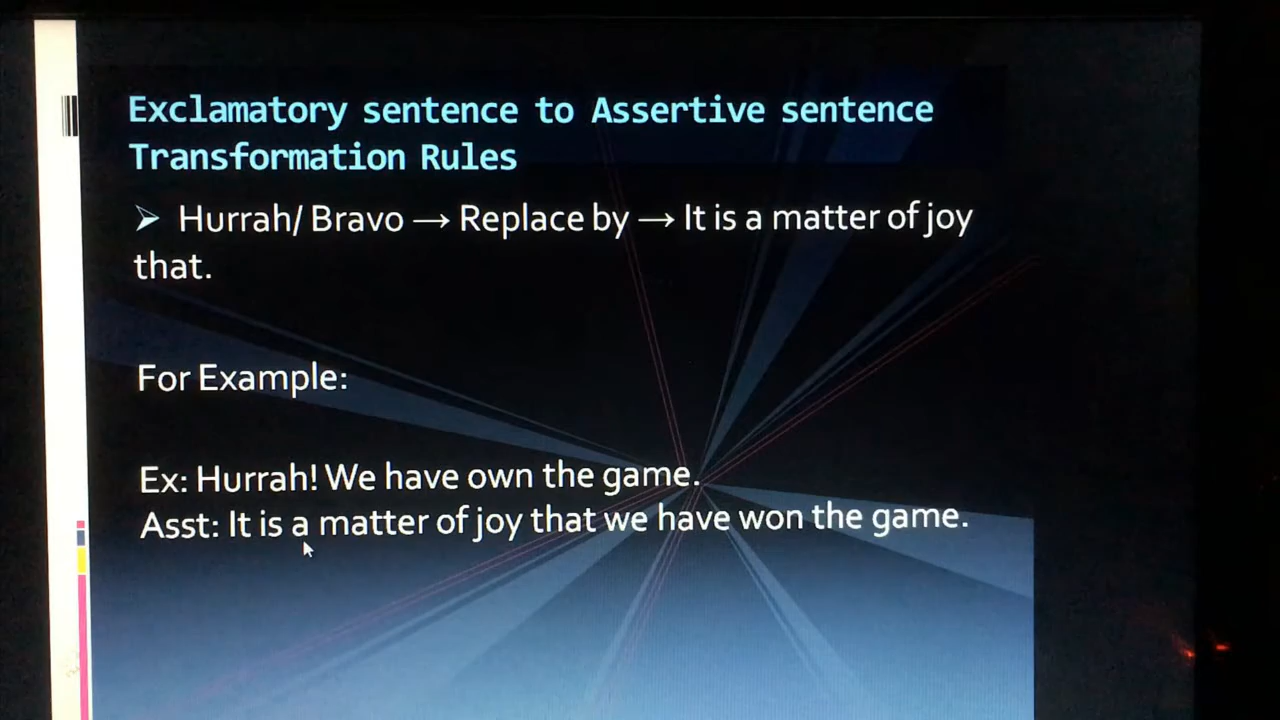 Exclamatory sentence to Assertive sentence
Transformation Rules
➢ Hurrah/ Bravo → Replace by → It is a matter of joy
that.
For Example:
Ex: Hurrah! We have own the game.
Asst: It is a matter of joy that we have won the game.